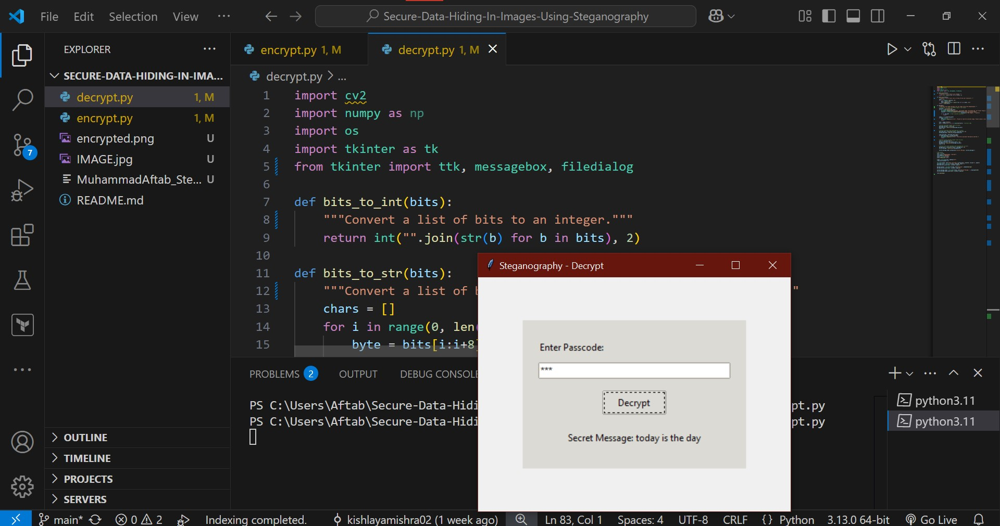 File Edit Selection View ···
Secure-Data-Hiding-In-Images-Using-Steganography
EXPLORER
SECURE-DATA-HIDING-IN-IMA...
decrypt.py 1, M
encrypt.py 1, M
encrypted.png U
IMAGE.jpg U
MuhammadAftab_Ste... U
README.md
OUTLINE
TIMELINE
PROJECTS
SERVERS
7
encrypt.py 1, M
decrypt.py 1, M
decrypt.py > ...
1 import cv2
2 import numpy as np
3 import os
4 import tkinter as tk
5 from tkinter import ttk, messagebox, filedialog
6
7 def bits_to_int(bits):
8 """Convert a list of bits to an integer."""
9 return int("".join(str(b) for b in bits), 2)
10
11 def bits_to_str(bits):
12 """Convert a list of "
13 chars = []
14 for i in range(0, len(
15 byte = bits[i:i+8]
Steganography - Decrypt
Enter Passcode:
***
Decrypt
Secret Message: today is the day
PROBLEMS 2 OUTPUT DEBUG CONSOLE
PS C:\Users\Aftab\Secure-Data-Hidi pt.py
PS C:\Users\Aftab\Secure-Data-Hidi pt.py
python3.11
python3.11
main* 0 2 Indexing completed. kishlayamishra02 (1 week ago) Ln 83, Col 1 Spaces: 4 UTF-8 CRLF {} Python 3.13.0 64-bit Go Live